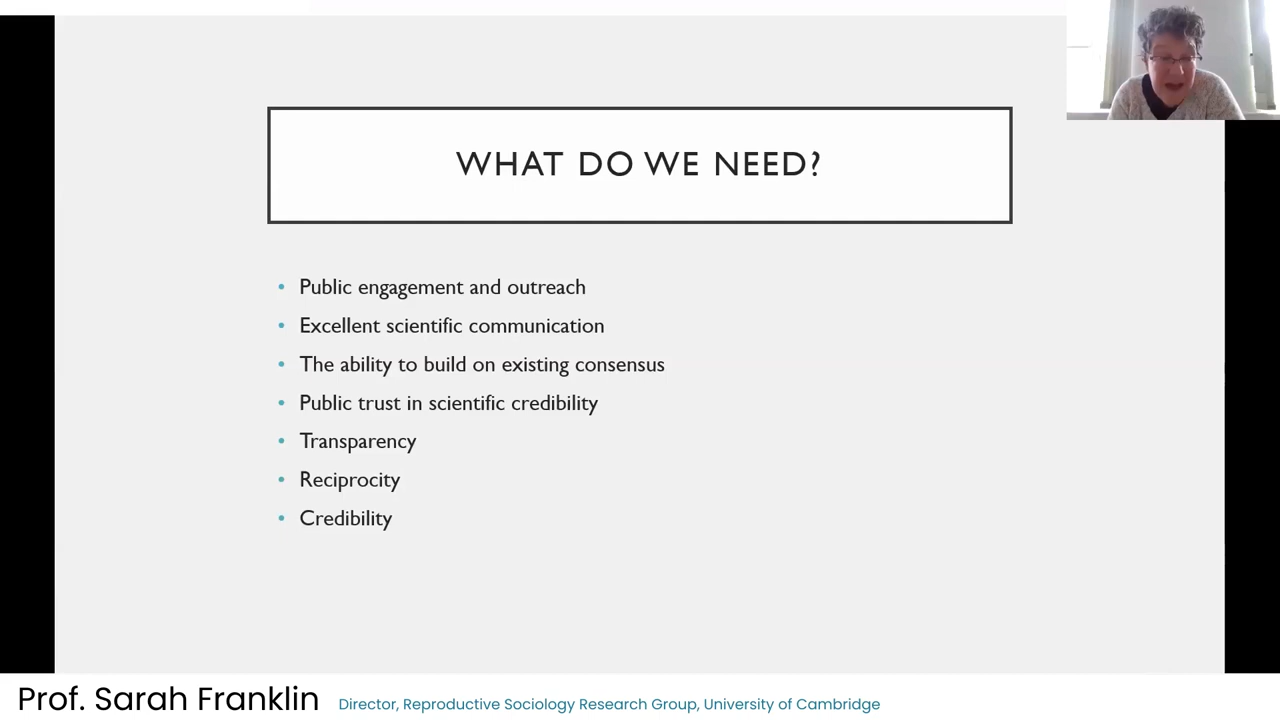 WHAT DO WE NEED?
• Public engagement and outreach
• Excellent scientific communication
• The ability to build on existing consensus
• Public trust in scientific credibility
• Transparency
• Reciprocity
• Credibility
Prof. Sarah Franklin Director, Reproductive Sociology Research Group, University of Cambridge